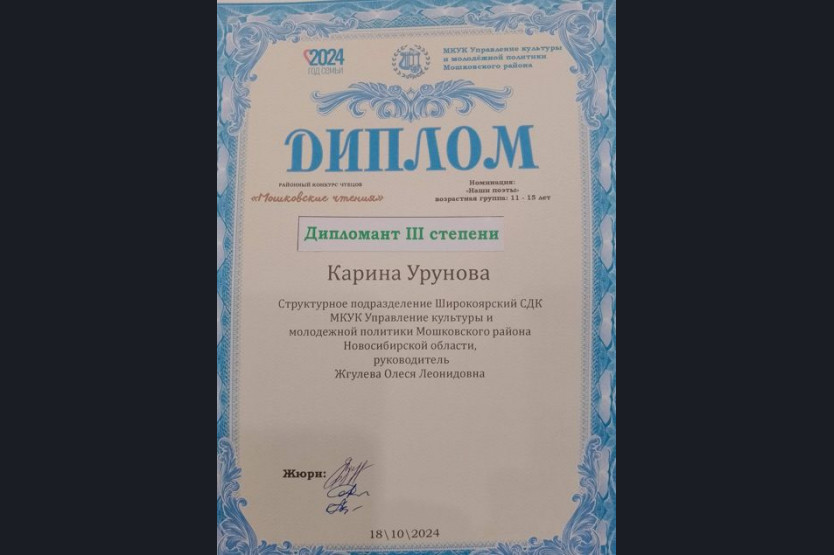 2024
ГОД СЕМЬИ
МКУК Управление культуры
и молодёжной политики
Мошковского района
ДИПЛОМ
РАЙОННЫЙ КОНКУРС ЧТЕЦОВ
«Мошковские чтения»
Номинация:
«Наши поэты»
возрастная группа: 11 - 15 лет
Дипломант III степени
Карина Урунова
Структурное подразделение Широкоярский СДК
МКУК Управление культуры и
молодежной политики Мошковского района
Новосибирской области,
руководитель
Жгулева Олеся Леонидовна
Жюри:
18\10\2024